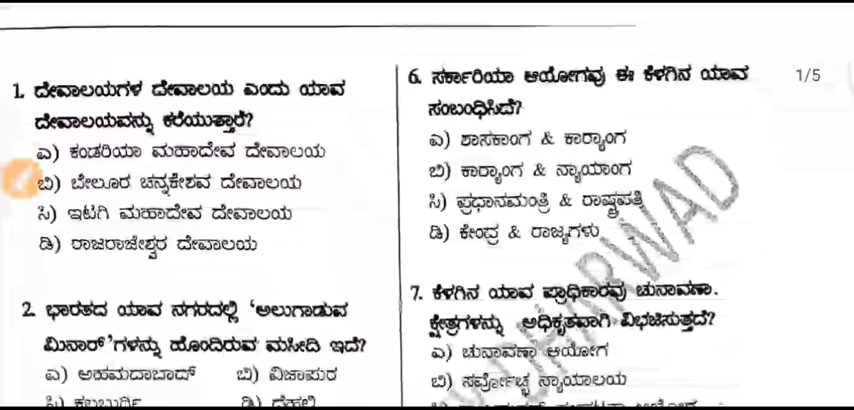 1. ದೇವಾಲಯಗಳ ದೇವಾಲಯ ಎಂದು ಯಾವ
ದೇವಾಲಯವನ್ನು ಕರೆಯುತ್ತಾರೆ?
ಎ) ಕಂಡರಿಯಾ ಮಹಾದೇವ ದೇವಾಲಯ
ಬಿ) ಬೇಲೂರ ಚನ್ನಕೇಶವ ದೇವಾಲಯ
ಸಿ) ಇಟಗಿ ಮಹಾದೇವ ದೇವಾಲಯ
ಡಿ) ರಾಜರಾಜೇಶ್ವರ ದೇವಾಲಯ
2. ಭಾರತದ ಯಾವ ನಗರದಲ್ಲಿ 'ಅಲುಗಾಡುವ
ಮಿನಾರ್'ಗಳನ್ನು ಹೊಂದಿರುವ ಮಸೀದಿ ಇದೆ?
ಎ) ಅಹಮದಾಬಾದ್ ಬಿ) ವಿಜಾಪುರ
ಸಿ) ಕಲಬುರ್ಗಿ ಡಿ) ದೆಹಲಿ
6. ಸರ್ಕಾರಿಯಾ ಆಯೋಗವು ಈ ಕೆಳಗಿನ ಯಾವ
ಸಂಬಂಧಿಸಿದೆ?
ಎ) ಶಾಸಕಾಂಗ & ಕಾರ್‍ಯಾಂಗ
ಬಿ) ಕಾರ್‍ಯಾಂಗ & ನ್ಯಾಯಾಂಗ
ಸಿ) ಪ್ರಧಾನಮಂತ್ರಿ & ರಾಷ್ಟ್ರಪತಿ
ಡಿ) ಕೇಂದ್ರ & ರಾಜ್ಯಗಳು
7. ಕೆಳಗಿನ ಯಾವ ಪ್ರಾಧಿಕಾರವು ಚುನಾವಣಾ
ಕ್ಷೇತ್ರಗಳನ್ನು ಅಧಿಕೃತವಾಗಿ ವಿಭಜಿಸುತ್ತದೆ?
ಎ) ಚುನಾವಣಾ ಆಯೋಗ
ಬಿ) ಸರ್ವೋಚ್ಛ ನ್ಯಾಯಾಲಯ
1/5